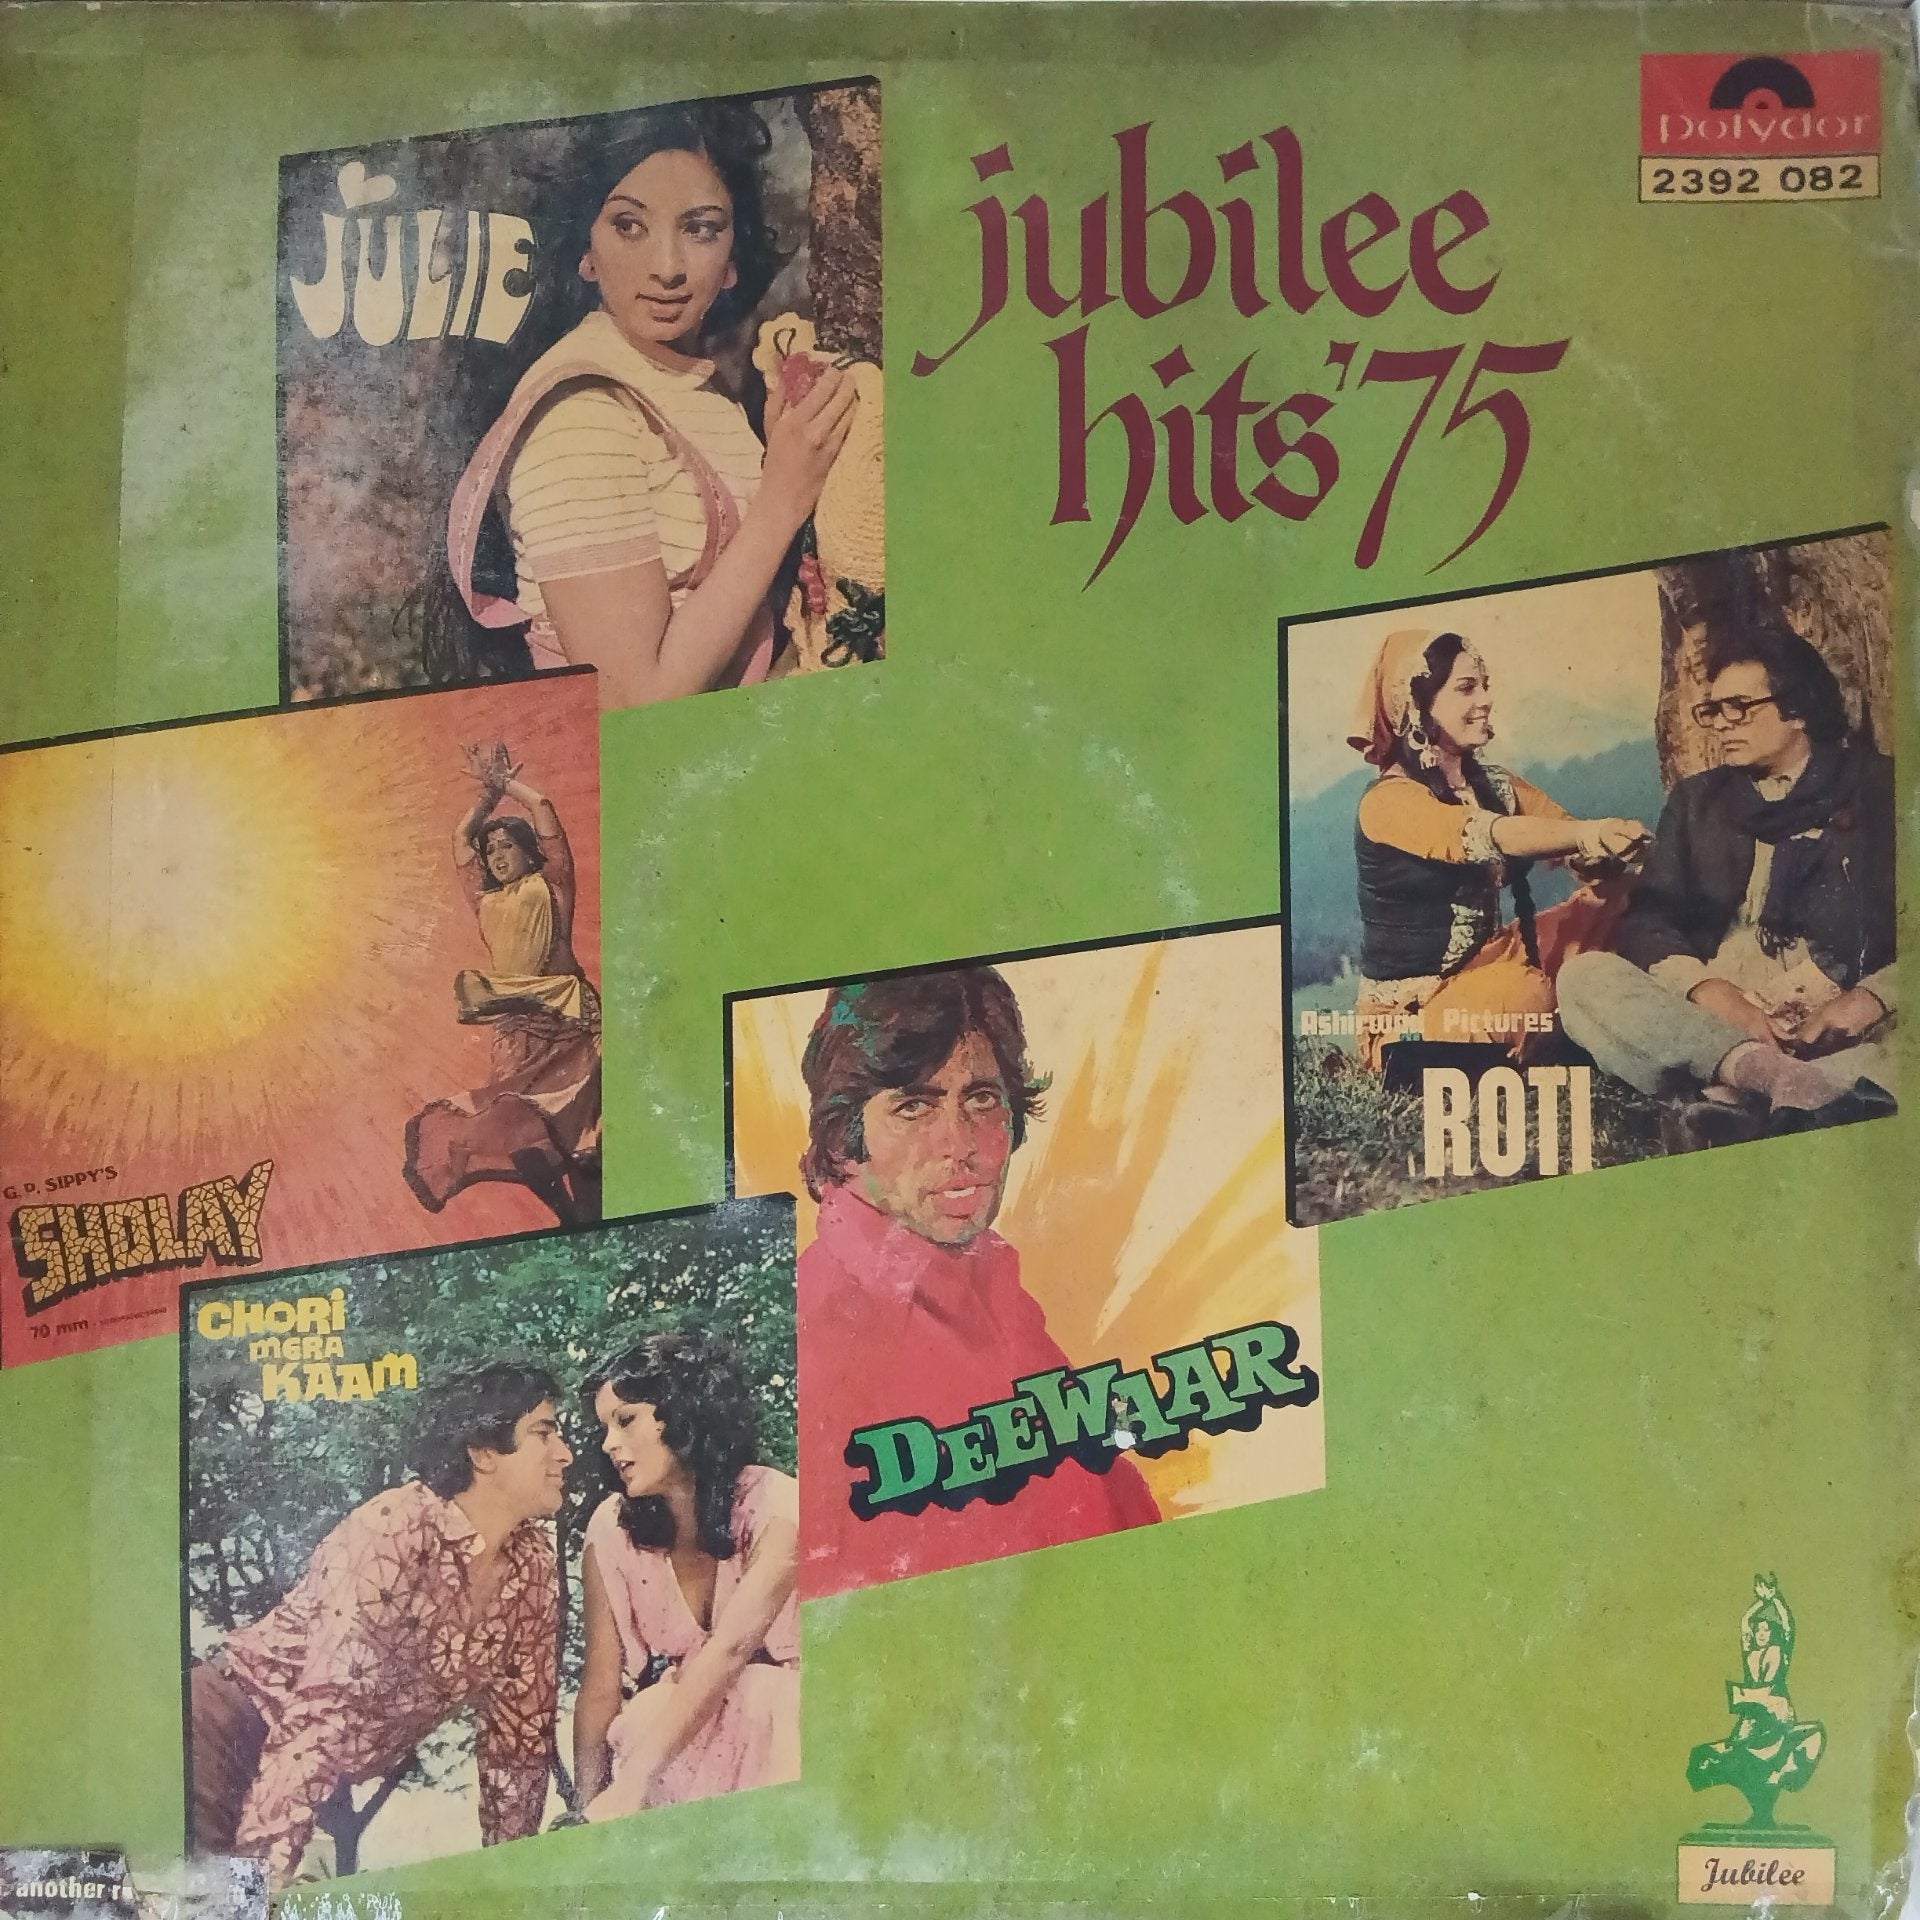 polydor
2392 082
jubilee
hits '75
JULIE
Ashirwad Pictures'
ROTI
G. P. SIPPY'S
SHOLAY
70 mm
CHORI
MERA
KAAM
DEEWAAR
Jubilee
another